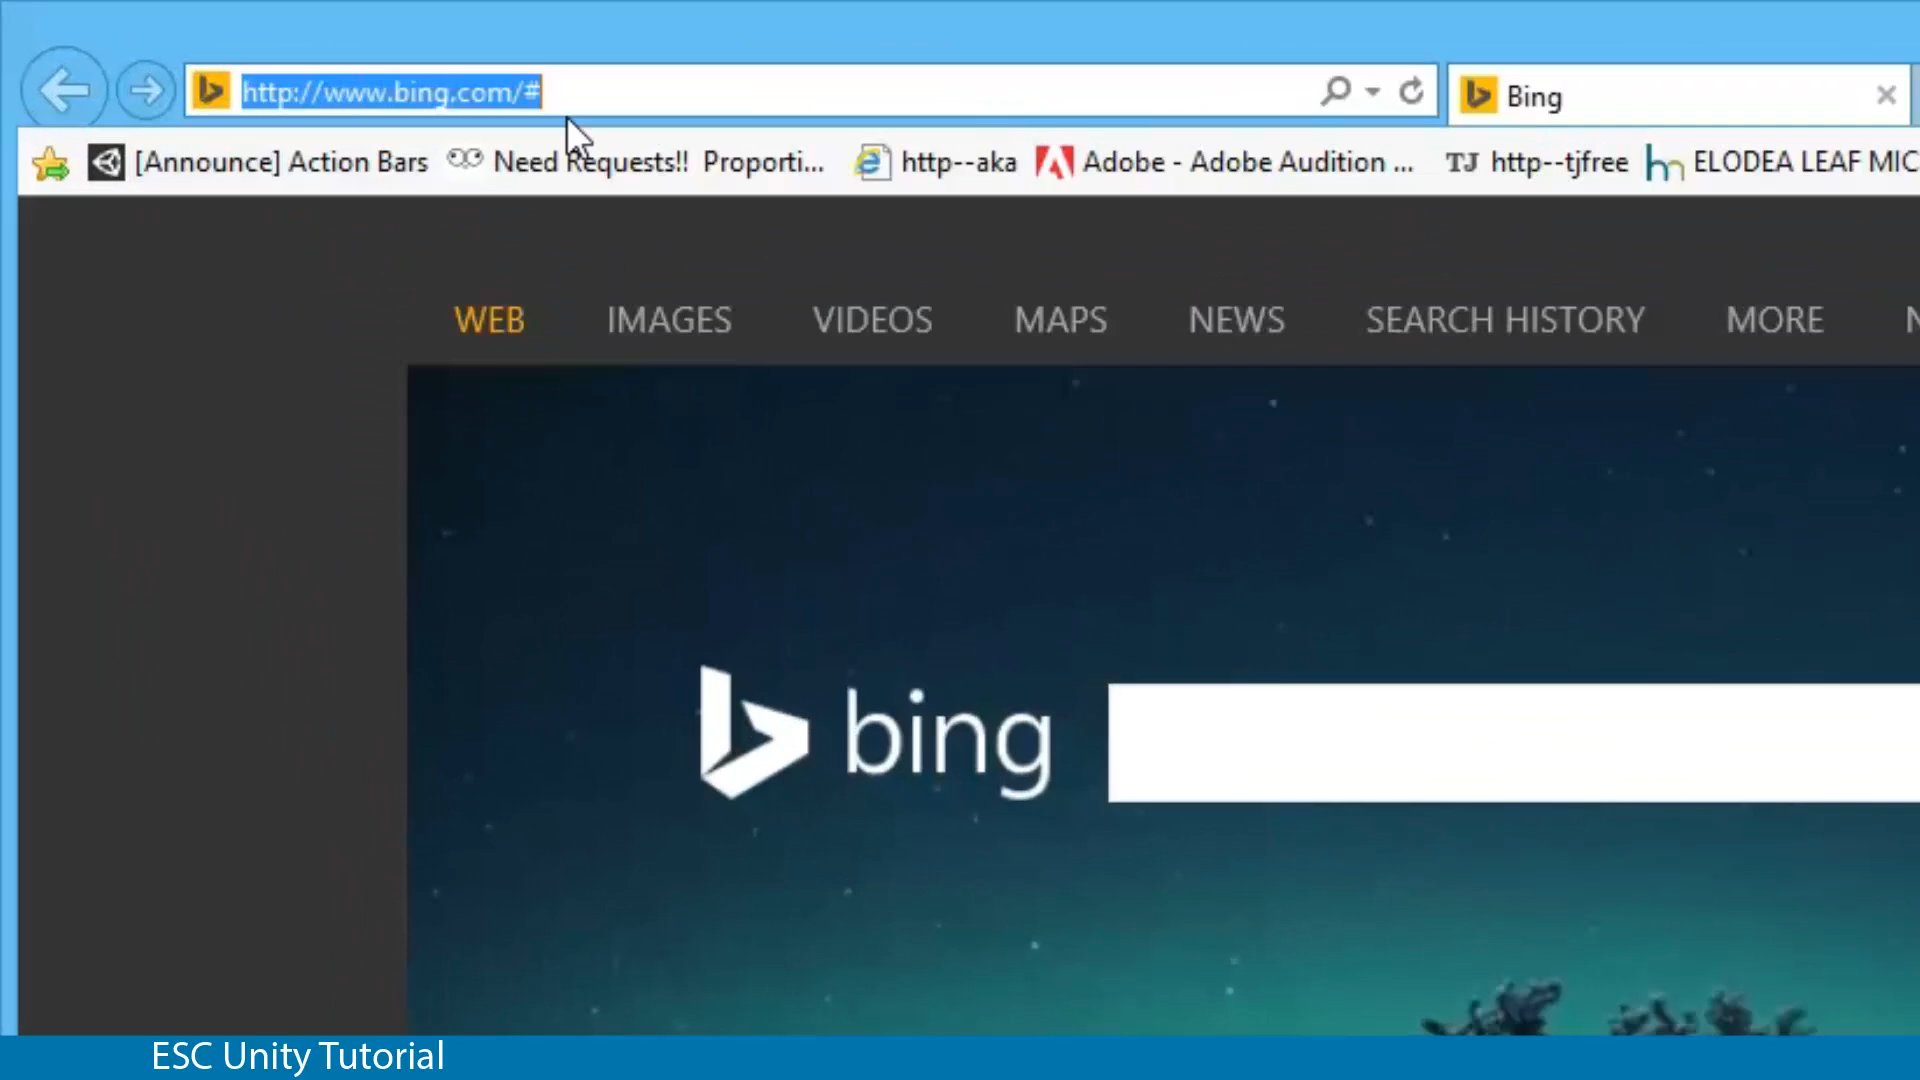 http://www.bing.com/#
Bing
[Announce] Action Bars Need Requests!! Proporti... http--aka Adobe - Adobe Audition ... TJ http--tjfree hm ELODEA LEAF MIC
WEB IMAGES VIDEOS MAPS NEWS SEARCH HISTORY MORE N
bing
ESC Unity Tutorial